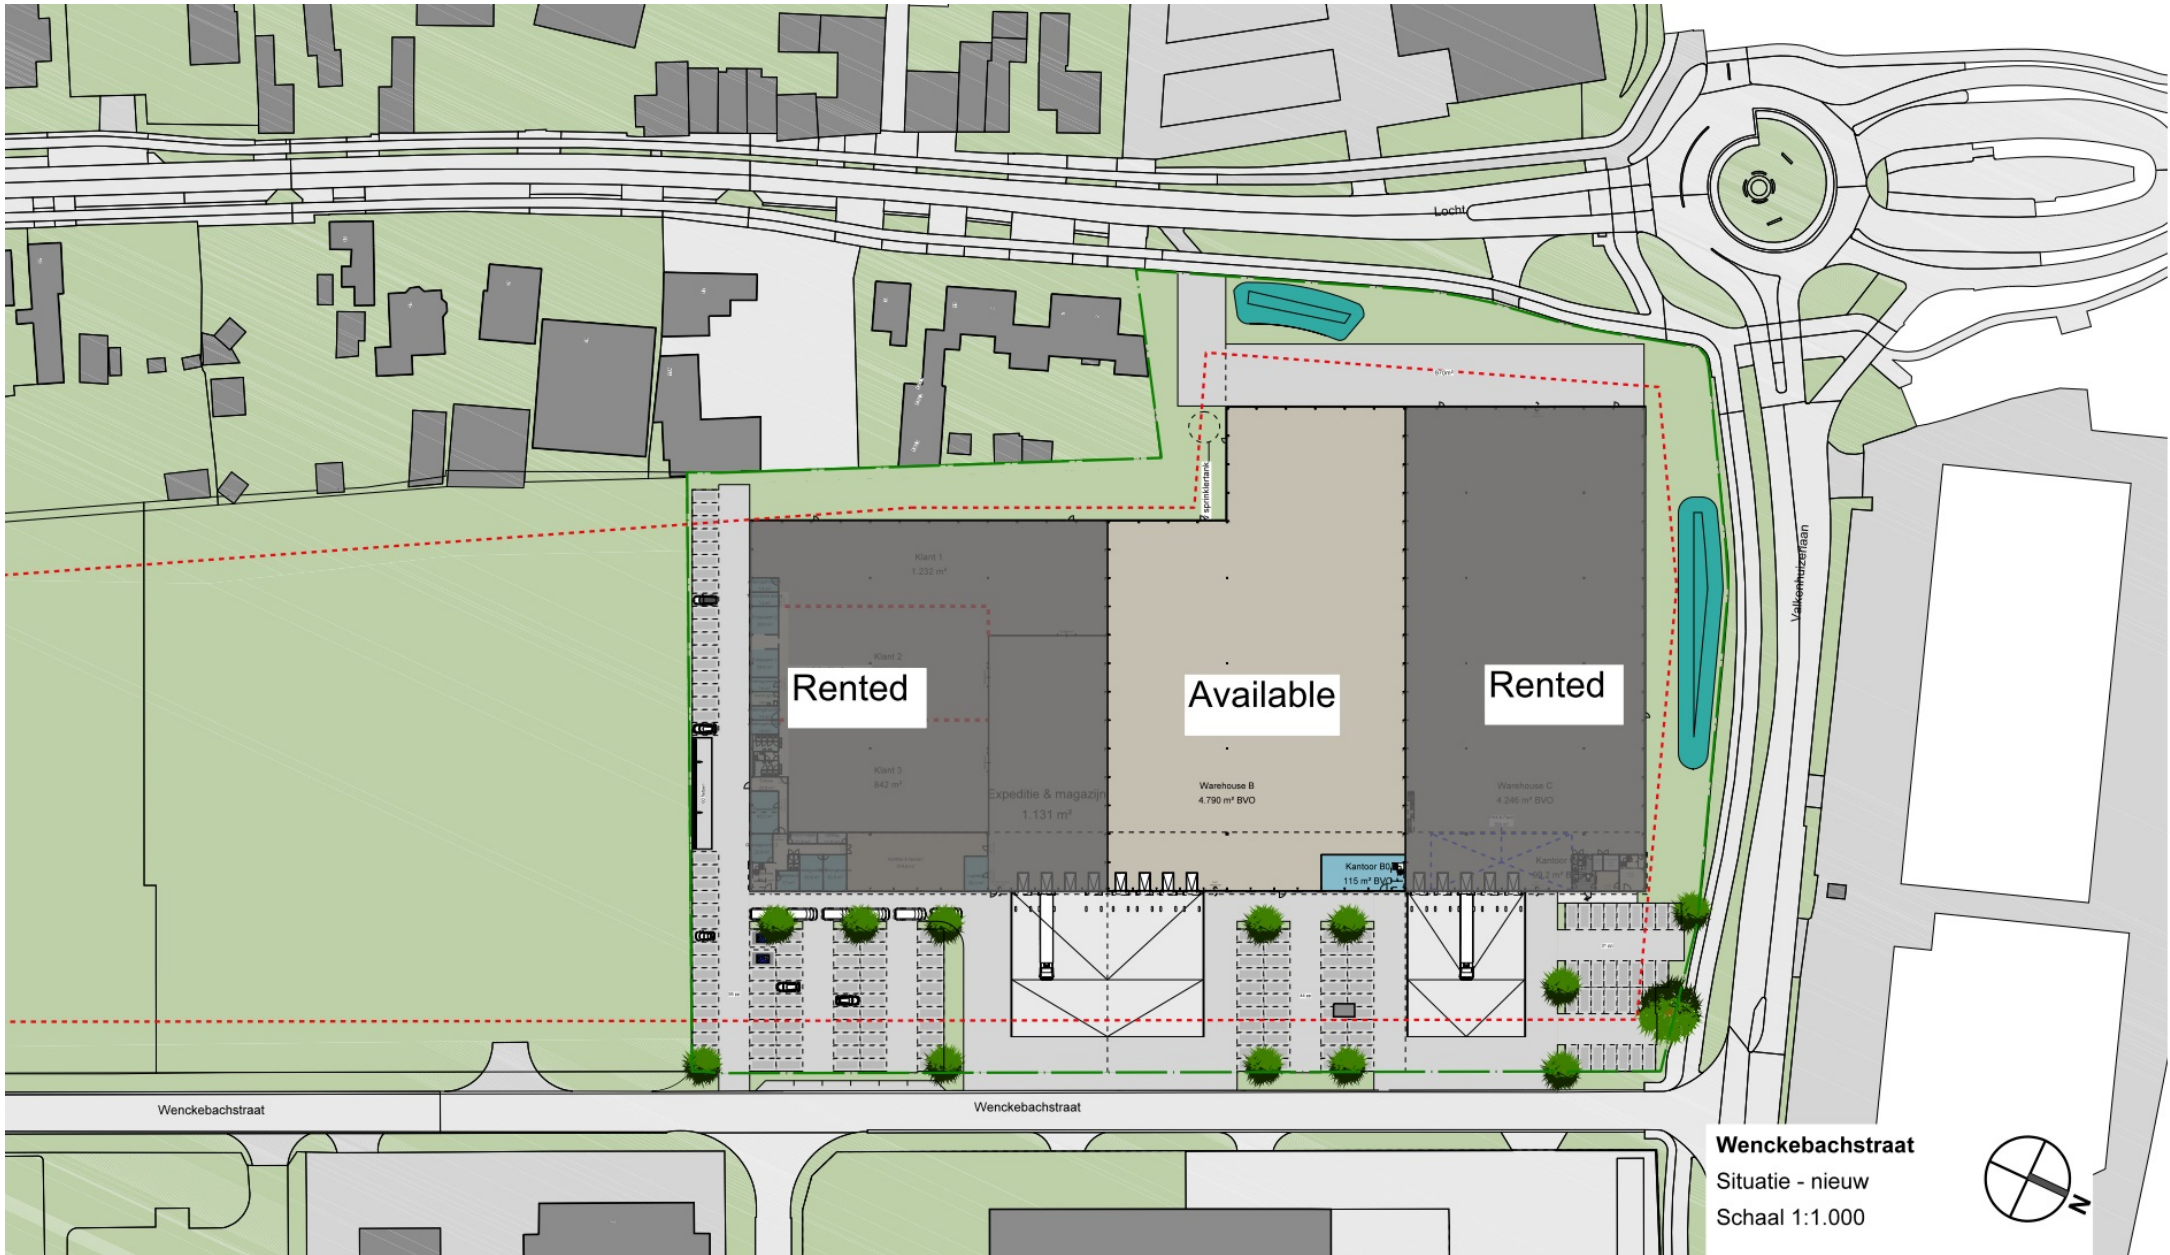 Locht
970m²
sprinklertank
Valkenhuizenlaan
Klant 1
1.232 m²
Klant 2
Rented
Available
Rented
Klant 3
842 m²
Expeditie & magazijn
1.131 m²
Warehouse B
4.790 m² BVO
Warehouse C
4.246 m² BVO
Kantoor B0
115 m² BVO
Kantoor
Wenckebachstraat
Wenckebachstraat
Wenckebachstraat
Situatie - nieuw
Schaal 1:1.000
N